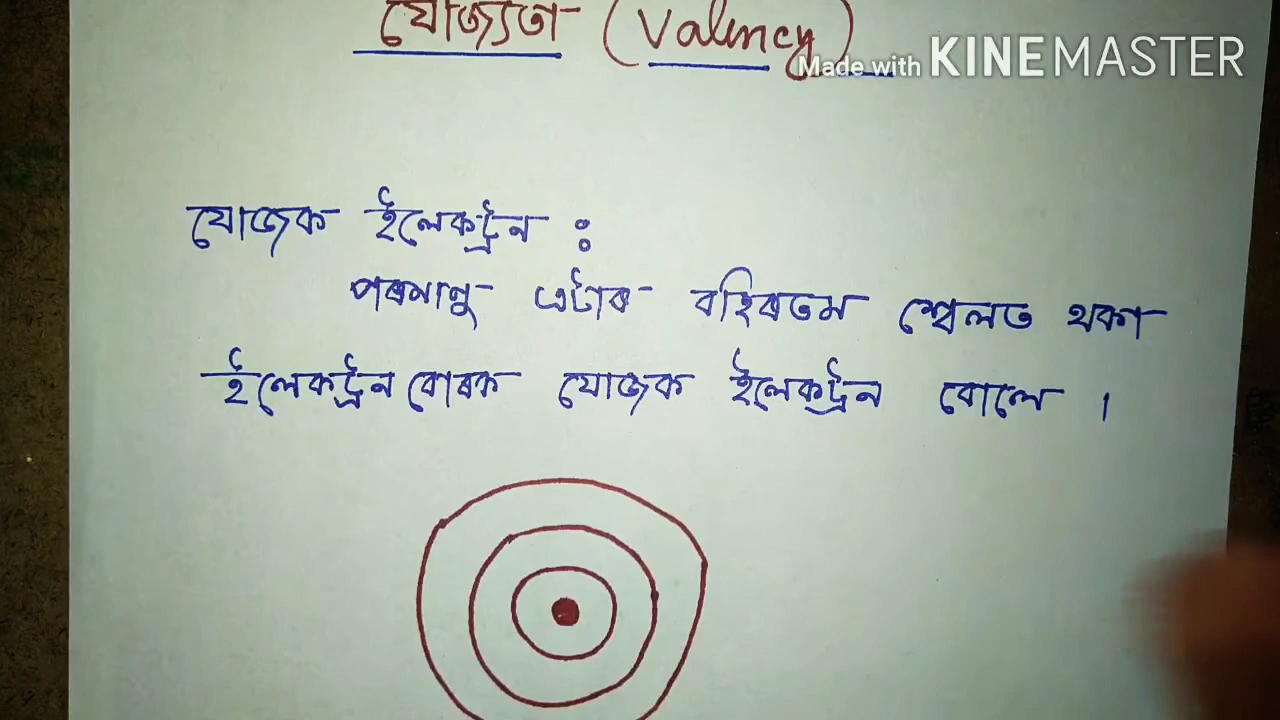 যোজ্যতা (Valency)
Made with KINEMASTER
যোজক ইলেকট্ৰন :
পৰমানু এটাৰ বহিৰতম শ্বেলত থকা
ইলেকট্ৰন বোৰক যোজক ইলেকট্ৰন বোলে ।